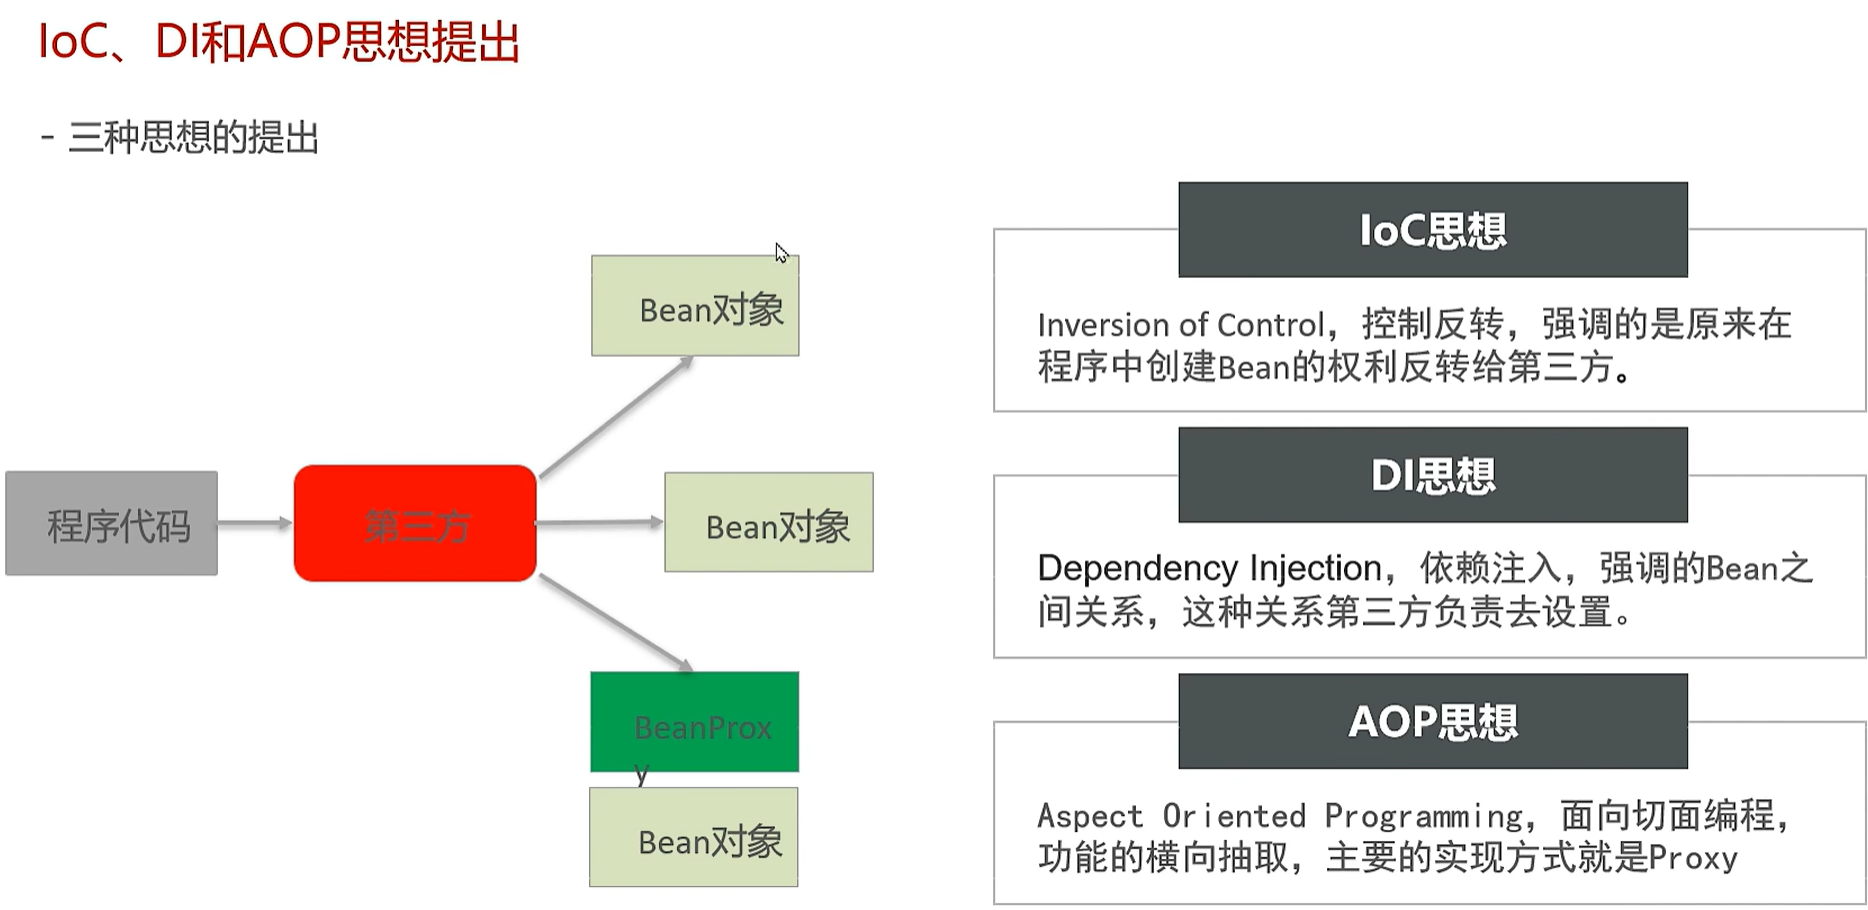 IoC、DI和AOP思想提出
- 三种思想的提出
Bean对象
程序代码
第三方
Bean对象
BeanProx
y
Bean对象
IoC思想
Inversion of Control，控制反转，强调的是原来在
程序中创建Bean的权利反转给第三方。
DI思想
Dependency Injection，依赖注入，强调的Bean之
间关系，这种关系第三方负责去设置。
AOP思想
Aspect Oriented Programming，面向切面编程，
功能的横向抽取，主要的实现方式就是Proxy